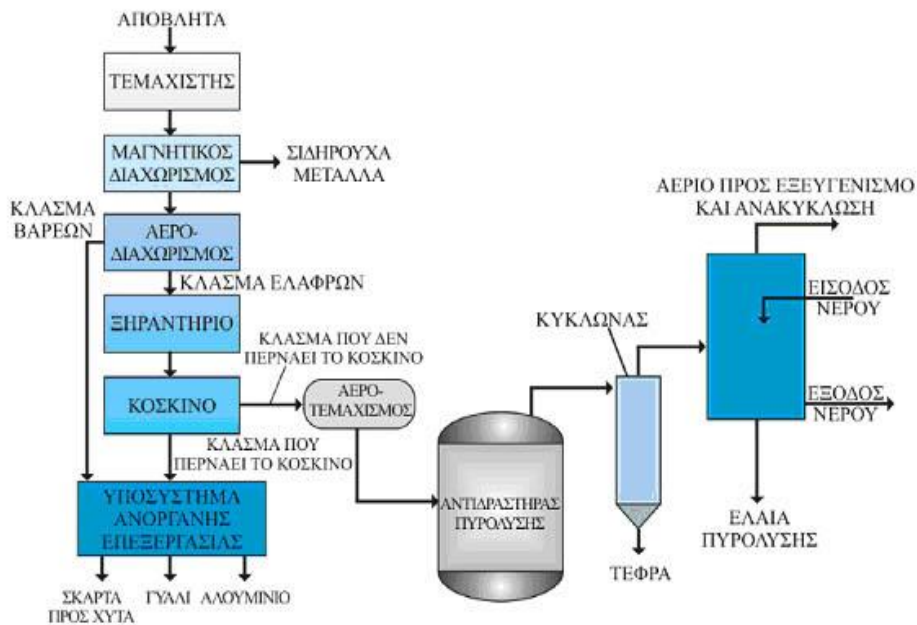 ΑΠΟΒΛΗΤΑ
ΤΕΜΑΧΙΣΤΗΣ
ΜΑΓΝΗΤΙΚΟΣ
ΔΙΑΧΩΡΙΣΜΟΣ
ΣΙΔΗΡΟΥΧΑ
ΜΕΤΑΛΛΑ
ΚΛΑΣΜΑ
ΒΑΡΕΩΝ
ΑΕΡΟ-
ΔΙΑΧΩΡΙΣΜΟΣ
ΚΛΑΣΜΑ ΕΛΑΦΡΩΝ
ΞΗΡΑΝΤΗΡΙΟ
ΚΛΑΣΜΑ ΠΟΥ ΔΕΝ
ΠΕΡΝΑΕΙ ΤΟ ΚΟΣΚΙΝΟ
ΚΟΣΚΙΝΟ
ΑΕΡΟ-
ΤΕΜΑΧΙΣΜΟΣ
ΚΛΑΣΜΑ ΠΟΥ
ΠΕΡΝΑΕΙ ΤΟ ΚΟΣΚΙΝΟ
ΥΠΟΣΥΣΤΗΜΑ
ΑΝΟΡΓΑΝΗΣ
ΕΠΕΞΕΡΓΑΣΙΑΣ
ΣΚΑΡΤΑ
ΠΡΟΣ ΧΥΤΑ
ΓΥΑΛΙ
ΑΛΟΥΜΙΝΙΟ
ΑΝΤΙΔΡΑΣΤΗΡΑΣ
ΠΥΡΟΛΥΣΗΣ
ΚΥΚΛΩΝΑΣ
ΤΕΦΡΑ
ΑΕΡΙΟ ΠΡΟΣ ΕΞΕΥΓΕΝΙΣΜΟ
ΚΑΙ ΑΝΑΚΥΚΛΩΣΗ
ΕΙΣΟΔΟΣ
ΝΕΡΟΥ
ΕΞΟΔΟΣ
ΝΕΡΟΥ
ΕΛΑΙΑ
ΠΥΡΟΛΥΣΗΣ